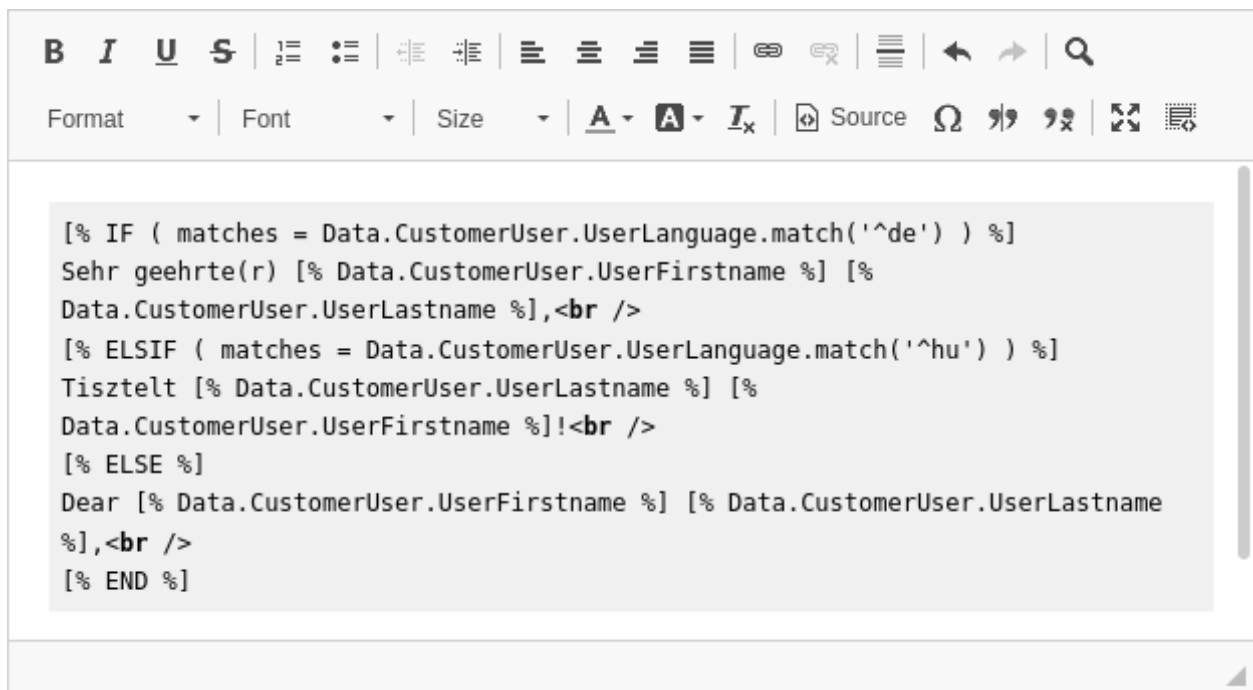 B I U S
Format Font Size A A Tx Source Ω
[% IF ( matches = Data.CustomerUser.UserLanguage.match('^de') ) %]
Sehr geehrte(r) [% Data.CustomerUser.UserFirstname %] [%
Data.CustomerUser.UserLastname %],<br />
[% ELSIF ( matches = Data.CustomerUser.UserLanguage.match('^hu') ) %]
Tisztelt [% Data.CustomerUser.UserLastname %] [%
Data.CustomerUser.UserFirstname %]!<br />
[% ELSE %]
Dear [% Data.CustomerUser.UserFirstname %] [% Data.CustomerUser.UserLastname
%],<br />
[% END %]